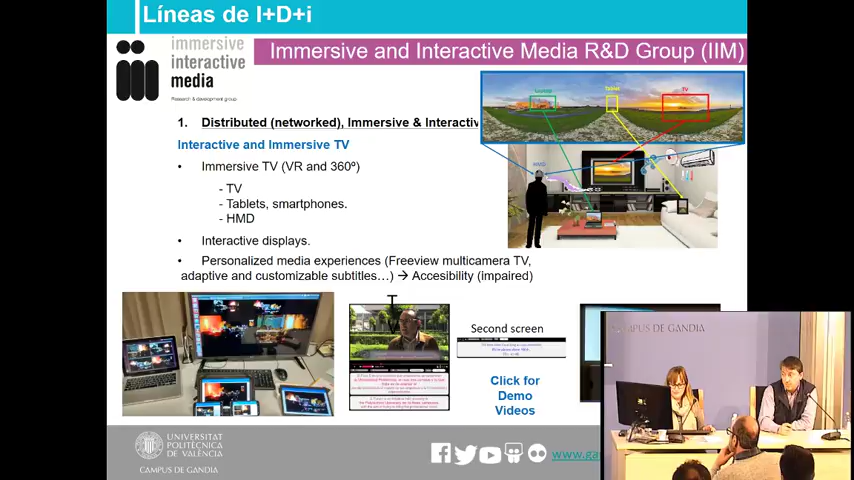 Líneas de I+D+i
immersive
interactive
media
Research & development group
Immersive and Interactive Media R&D Group (IIM)
1. Distributed (networked), Immersive & Interactiv
Interactive and Immersive TV
• Immersive TV (VR and 360º)
- TV
- Tablets, smartphones.
- HMD
• Interactive displays.
• Personalized media experiences (Freeview multicamera TV,
adaptive and customizable subtitles…) → Accesibility (impaired)
TV
HMD
T
Second screen
Click for
Demo
Videos
CAMPUS DE GANDIA
UNIVERSITAT
POLITÈCNICA
DE VALÈNCIA
CAMPUS DE GANDIA
www.ga